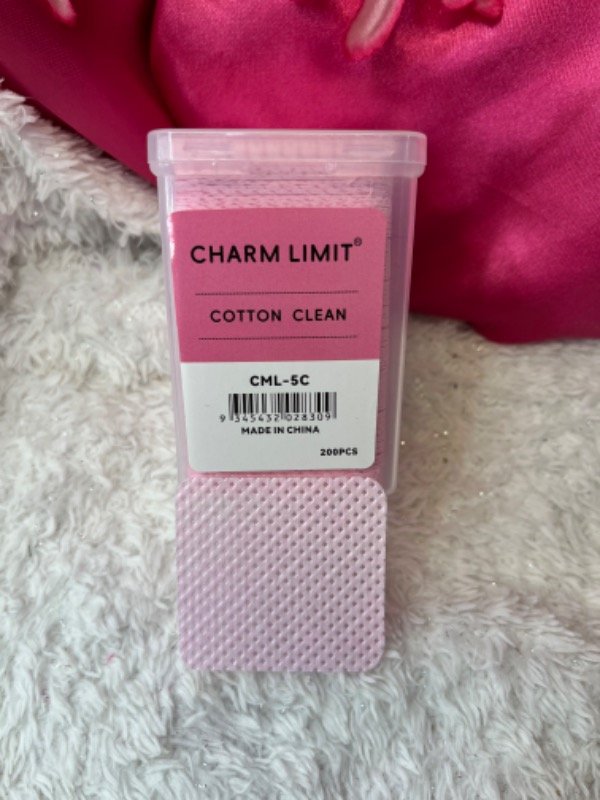 CHARM LIMIT®
COTTON CLEAN
CML-5C
9 345432 028309
MADE IN CHINA
200PCS